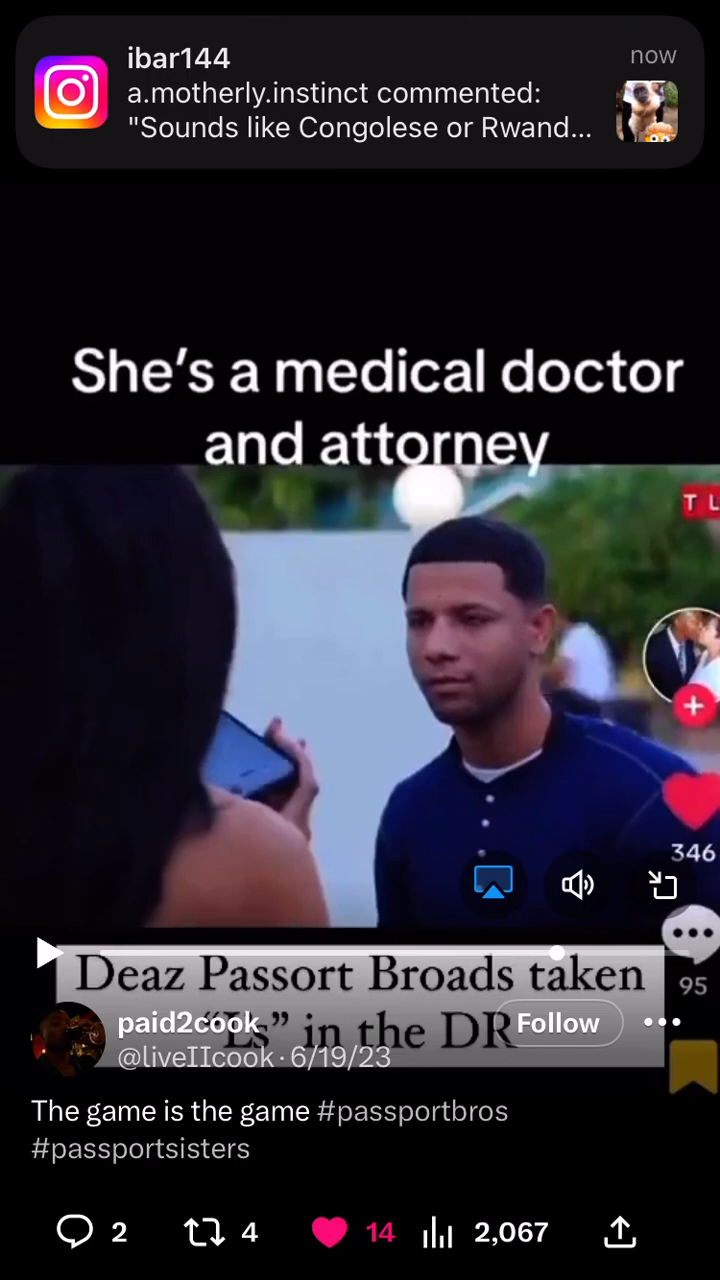 ibar144
now
a.motherly.instinct commented:
"Sounds like Congolese or Rwand...
She's a medical doctor
and attorney
T L
346
95
Deaz Passort Broads taken
"Ls" in the DR
paid2cook
Follow
@liveIIcook · 6/19/23
The game is the game #passportbros
#passportsisters
2
4
14
2,067